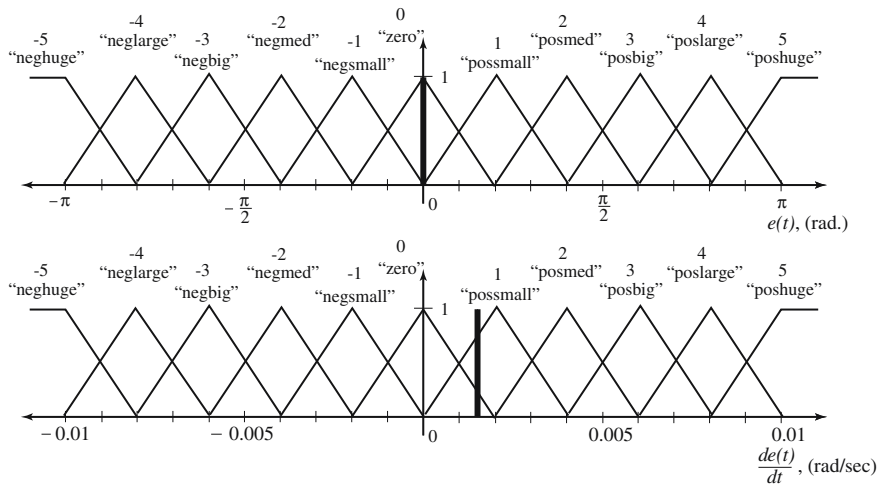 0
-4 -2 2 4
-5 “neglarge” -3 “negmed” -1 “zero” 1 “posmed” 3 “poslarge” 5
“neghuge” “negbig” “negsmall” “possmall” “posbig” “poshuge”
1
−π − π/2 0 π/2 π
e(t), (rad.)
0
-4 -2 2 4
-5 “neglarge” -3 “negmed” -1 “zero” 1 “posmed” 3 “poslarge” 5
“neghuge” “negbig” “negsmall” “possmall” “posbig” “poshuge”
1
− 0.01 − 0.005 0 0.005 0.01
de(t)/dt , (rad/sec)